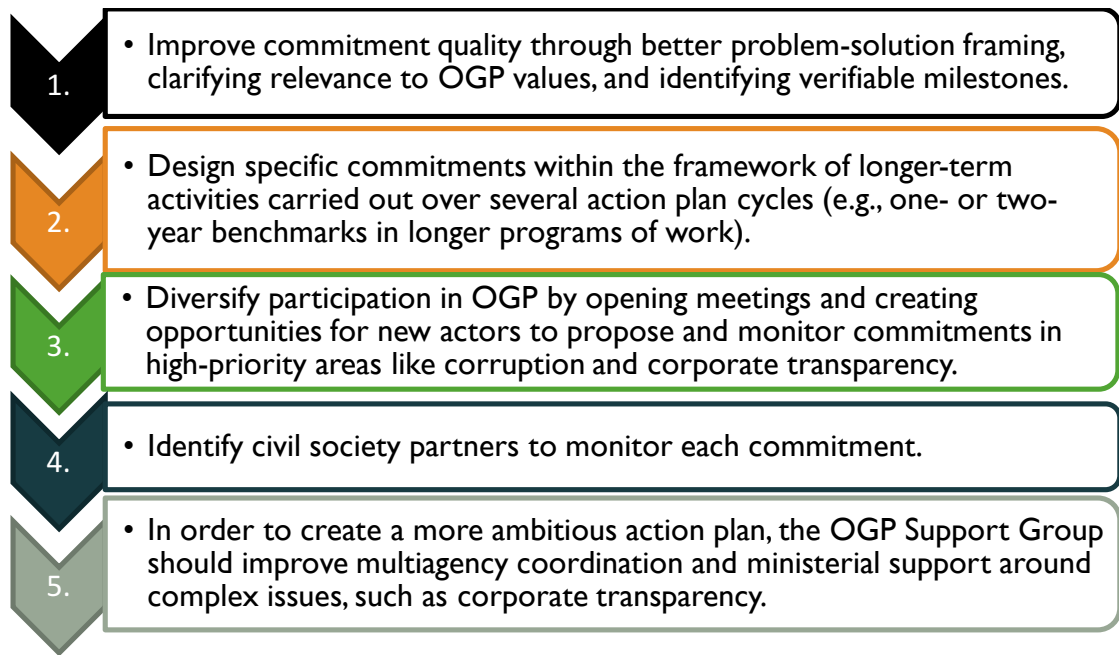 1.
• Improve commitment quality through better problem-solution framing,
clarifying relevance to OGP values, and identifying verifiable milestones.
2.
• Design specific commitments within the framework of longer-term
activities carried out over several action plan cycles (e.g., one- or two-
year benchmarks in longer programs of work).
3.
• Diversify participation in OGP by opening meetings and creating
opportunities for new actors to propose and monitor commitments in
high-priority areas like corruption and corporate transparency.
4.
• Identify civil society partners to monitor each commitment.
5.
• In order to create a more ambitious action plan, the OGP Support Group
should improve multiagency coordination and ministerial support around
complex issues, such as corporate transparency.